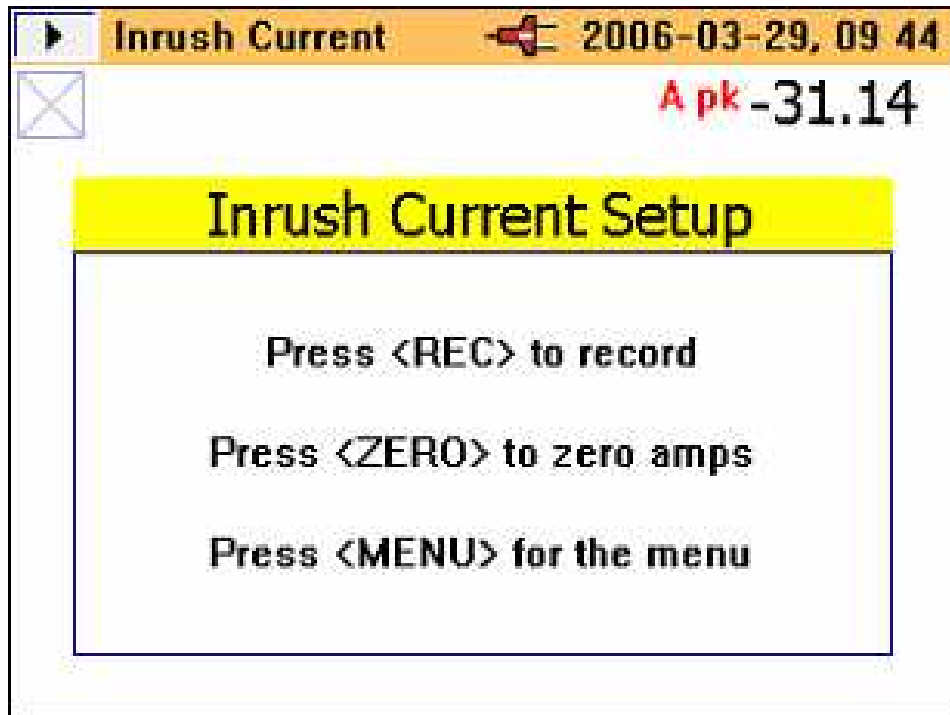 Inrush Current 2006-03-29, 09 44
A pk -31.14
Inrush Current Setup
Press <REC> to record
Press <ZERO> to zero amps
Press <MENU> for the menu